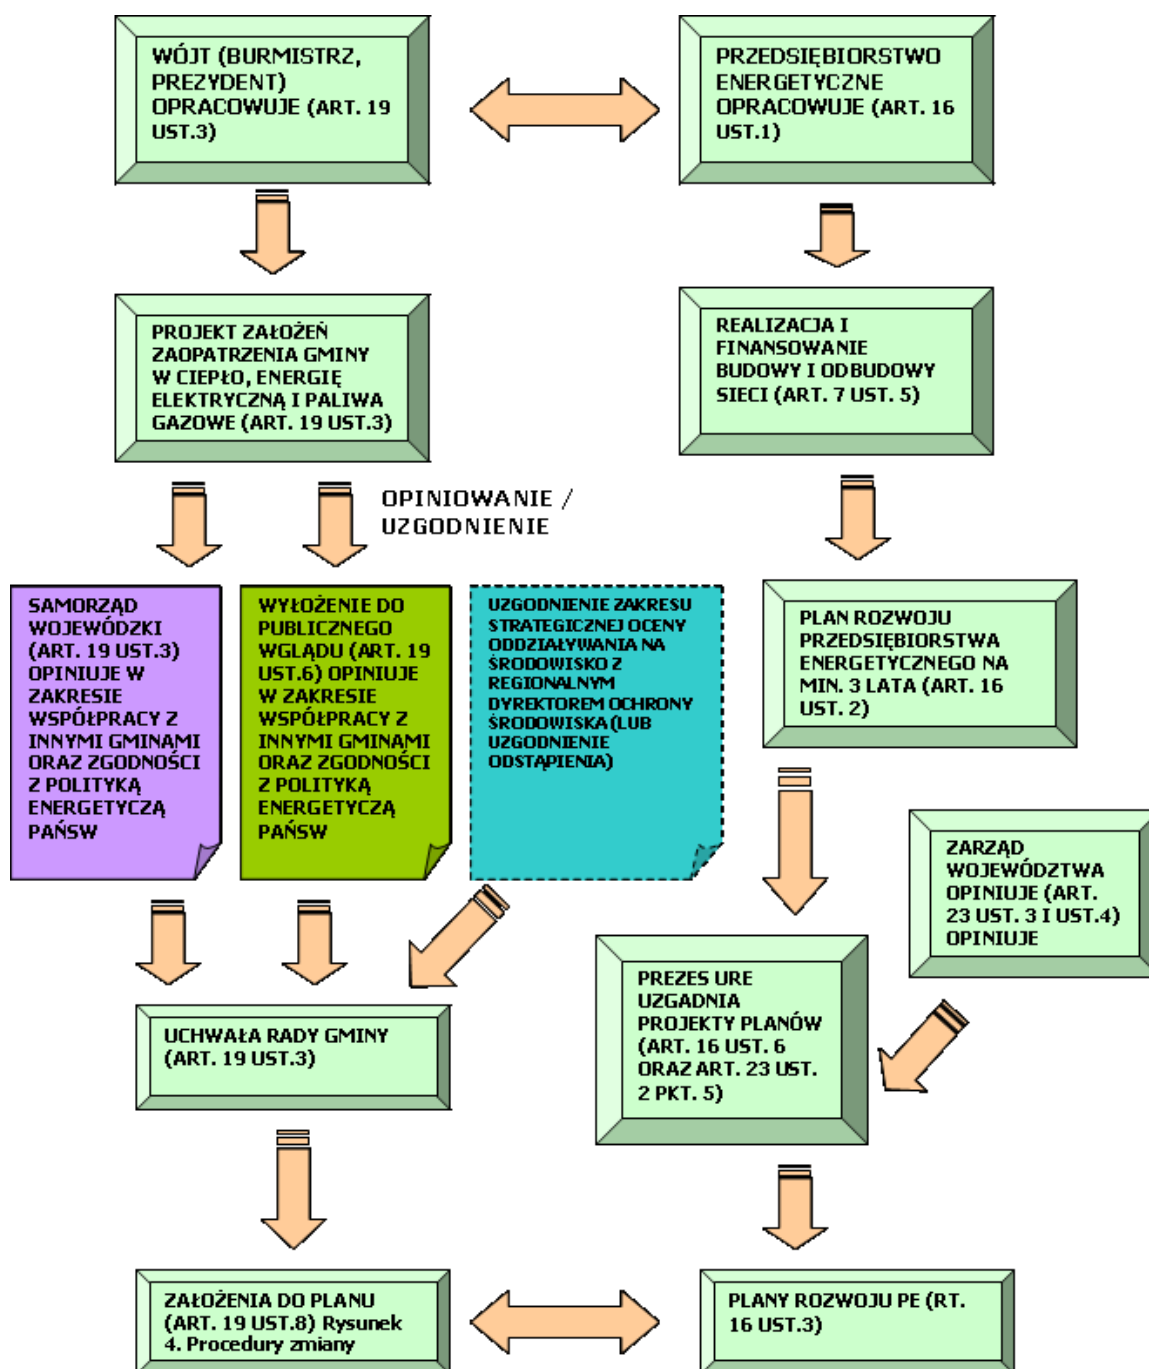 WÓJT (BURMISTRZ,
PREZYDENT)
OPRACOWUJE (ART. 19
UST.3)
PRZEDSIĘBIORSTWO
ENERGETYCZNE
OPRACOWUJE (ART. 16
UST.1)
PROJEKT ZAŁOŻEŃ
ZAOPATRZENIA GMINY
W CIEPŁO, ENERGIĘ
ELEKTRYCZNĄ I PALIWA
GAZOWE (ART. 19 UST.3)
REALIZACJA I
FINANSOWANIE
BUDOWY I ODBUDOWY
SIECI (ART. 7 UST. 5)
OPINIOWANIE /
UZGODNIENIE
SAMORZĄD
WOJEWÓDZKI
(ART. 19 UST.3)
OPINIUJE W
ZAKRESIE
WSPÓŁPRACY Z
INNYMI GMINAMI
ORAZ ZGODNOŚCI
Z POLITYKĄ
ENERGETYCZĄ
PAŃSW
WYŁOŻENIE DO
PUBLICZNEGO
WGLĄDU (ART. 19
UST.6) OPINIUJE
W ZAKRESIE
WSPÓŁPRACY Z
INNYMI GMINAMI
ORAZ ZGODNOŚCI
Z POLITYKĄ
ENERGETYCZĄ
PAŃSW
UZGODNIENIE ZAKRESU
STRATEGICZNEJ OCENY
ODDZIAŁYWANIA NA
ŚRODOWISKO Z
REGIONALNYM
DYREKTOREM OCHRONY
ŚRODOWISKA (LUB
UZGODNIENIE
ODSTĄPIENIA)
PLAN ROZWOJU
PRZEDSIĘBIORSTWA
ENERGETYCZNEGO NA
MIN. 3 LATA (ART. 16
UST. 2)
ZARZĄD
WOJEWÓDZTWA
OPINIUJE (ART.
23 UST. 3 I UST.4)
OPINIUJE
PREZES URE
UZGADNIA
PROJEKTY PLANÓW
(ART. 16 UST. 6
ORAZ ART. 23 UST.
2 PKT. 5)
UCHWAŁA RADY GMINY
(ART. 19 UST.3)
ZAŁOŻENIA DO PLANU
(ART. 19 UST.8) Rysunek
4. Procedury zmiany
PLANY ROZWOJU PE (RT.
16 UST.3)